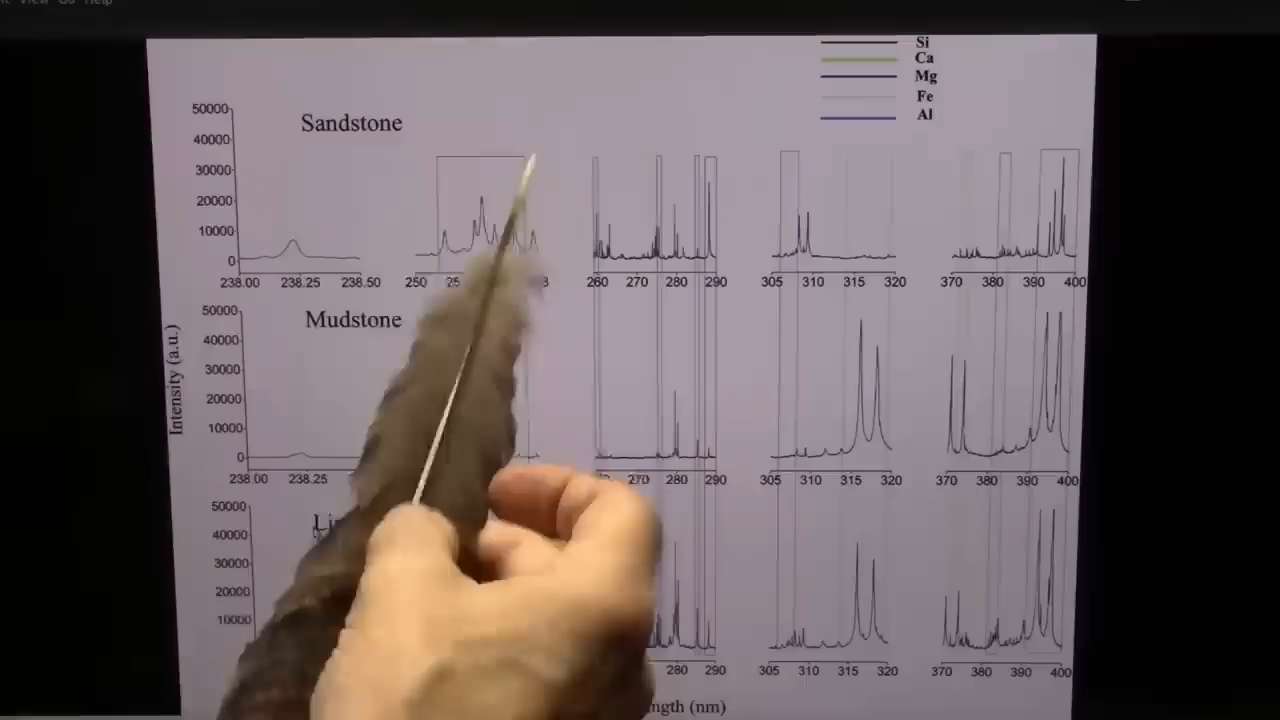 View Go Help
Si
Ca
Mg
Fe
Al
50000
40000
30000
20000
10000
0
Sandstone
238.00 238.25 238.50 250 260 270 280 290 305 310 315 320 370 380 390 400
50000
40000
30000
20000
10000
0
Mudstone
238.00 238.25 270 280 290 305 310 315 320 370 380 390 400
Intensity (a.u.)
50000
40000
30000
20000
10000
280 290 305 310 315 320 370 380 390 400
(nm)